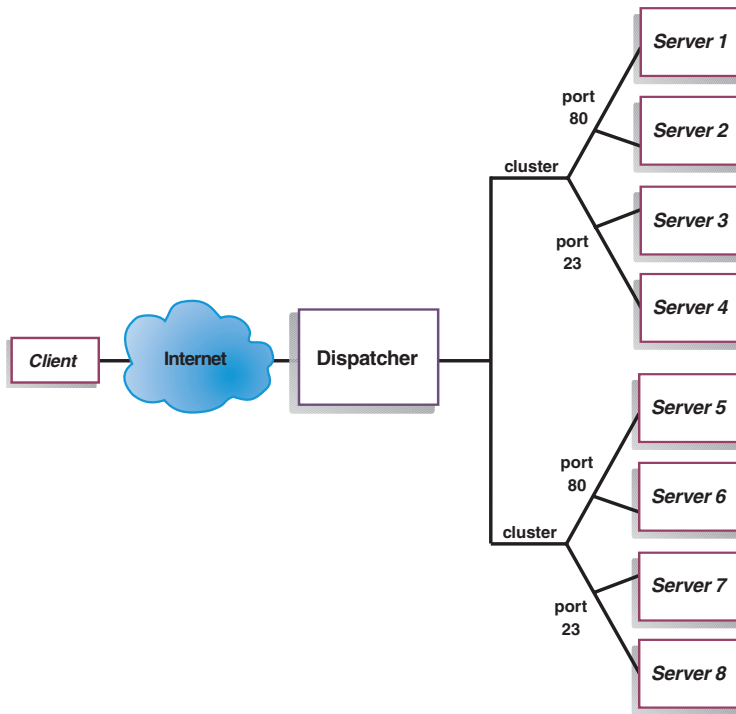 Server 1
port
80
Server 2
cluster
Server 3
port
23
Server 4
Client
Internet
Dispatcher
Server 5
port
80
Server 6
cluster
Server 7
port
23
Server 8